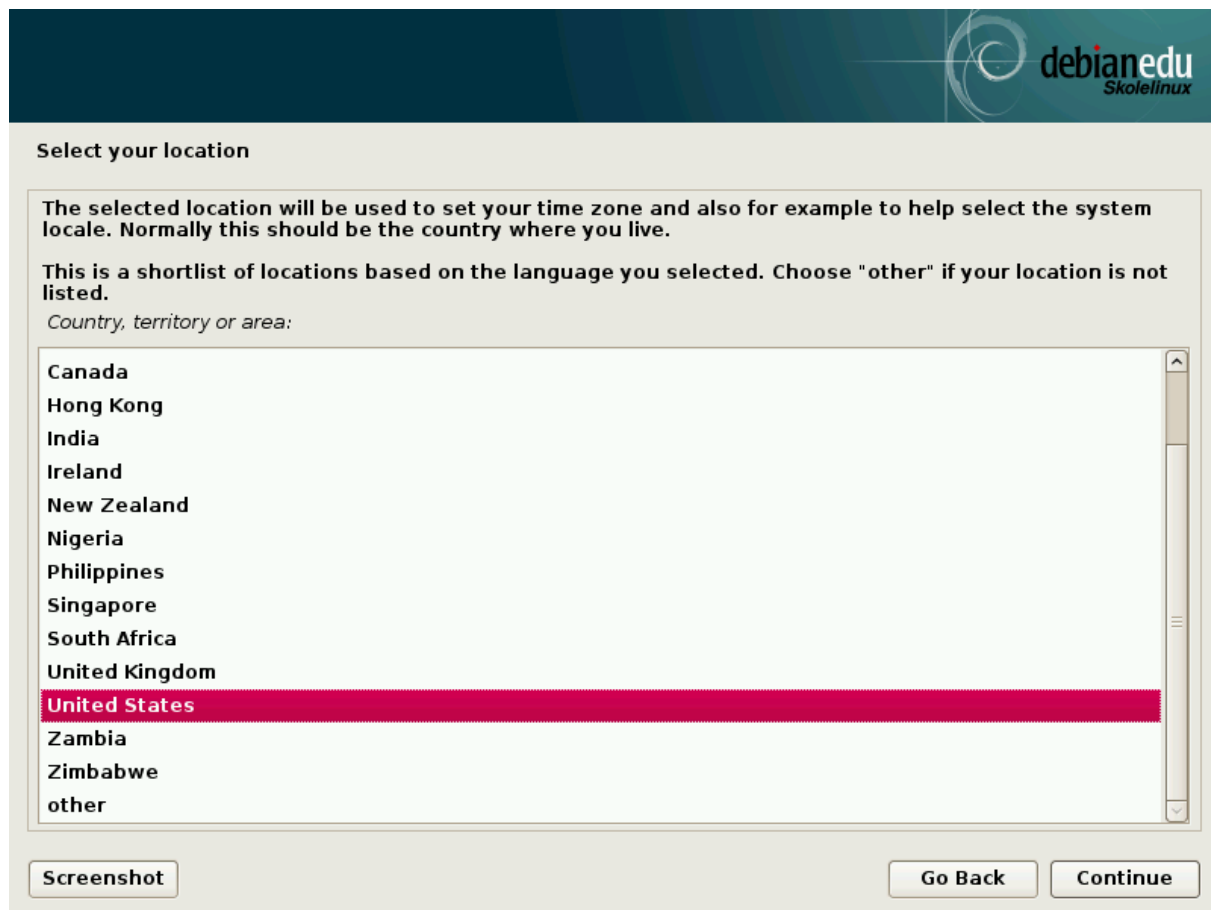 debianedu
Skolelinux
Select your location
The selected location will be used to set your time zone and also for example to help select the system
locale. Normally this should be the country where you live.
This is a shortlist of locations based on the language you selected. Choose "other" if your location is not
listed.
Country, territory or area:
Canada
Hong Kong
India
Ireland
New Zealand
Nigeria
Philippines
Singapore
South Africa
United Kingdom
United States
Zambia
Zimbabwe
other
Screenshot
Go Back
Continue